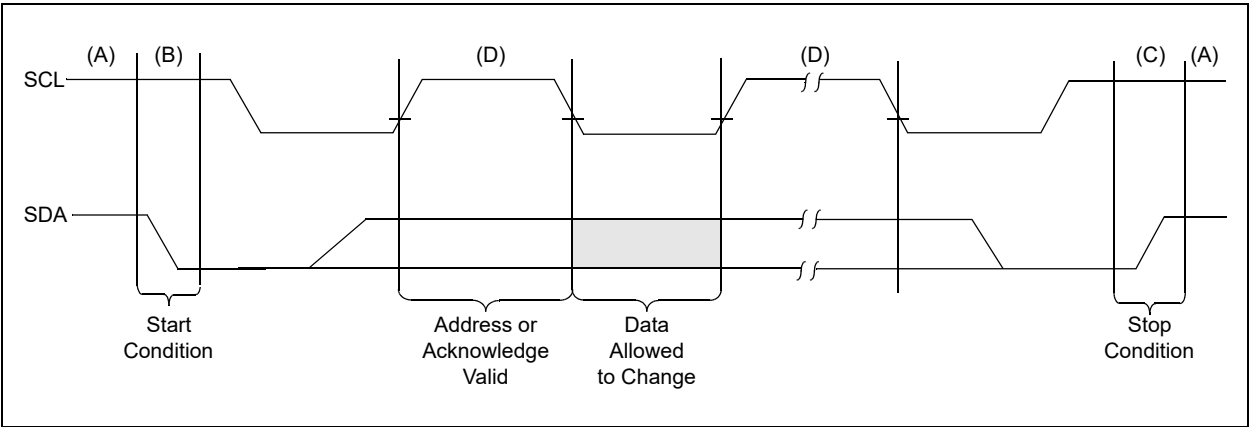 (A) (B) (D) (D) (C) (A)
SCL
SDA
Start
Condition
Address or
Acknowledge
Valid
Data
Allowed
to Change
Stop
Condition